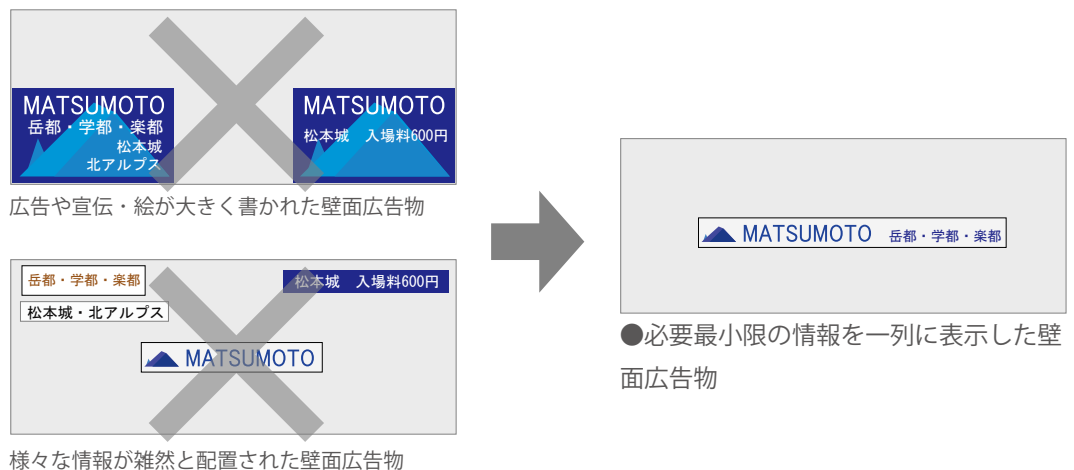 MATSUMOTO
岳都・学都・楽都
松本城
北アルプス
MATSUMOTO
松本城　入場料600円
広告や宣伝・絵が大きく書かれた壁面広告物
岳都・学都・楽都
松本城・北アルプス
松本城　入場料600円
MATSUMOTO
様々な情報が雑然と配置された壁面広告物
MATSUMOTO 岳都・学都・楽都
●必要最小限の情報を一列に表示した壁
面広告物